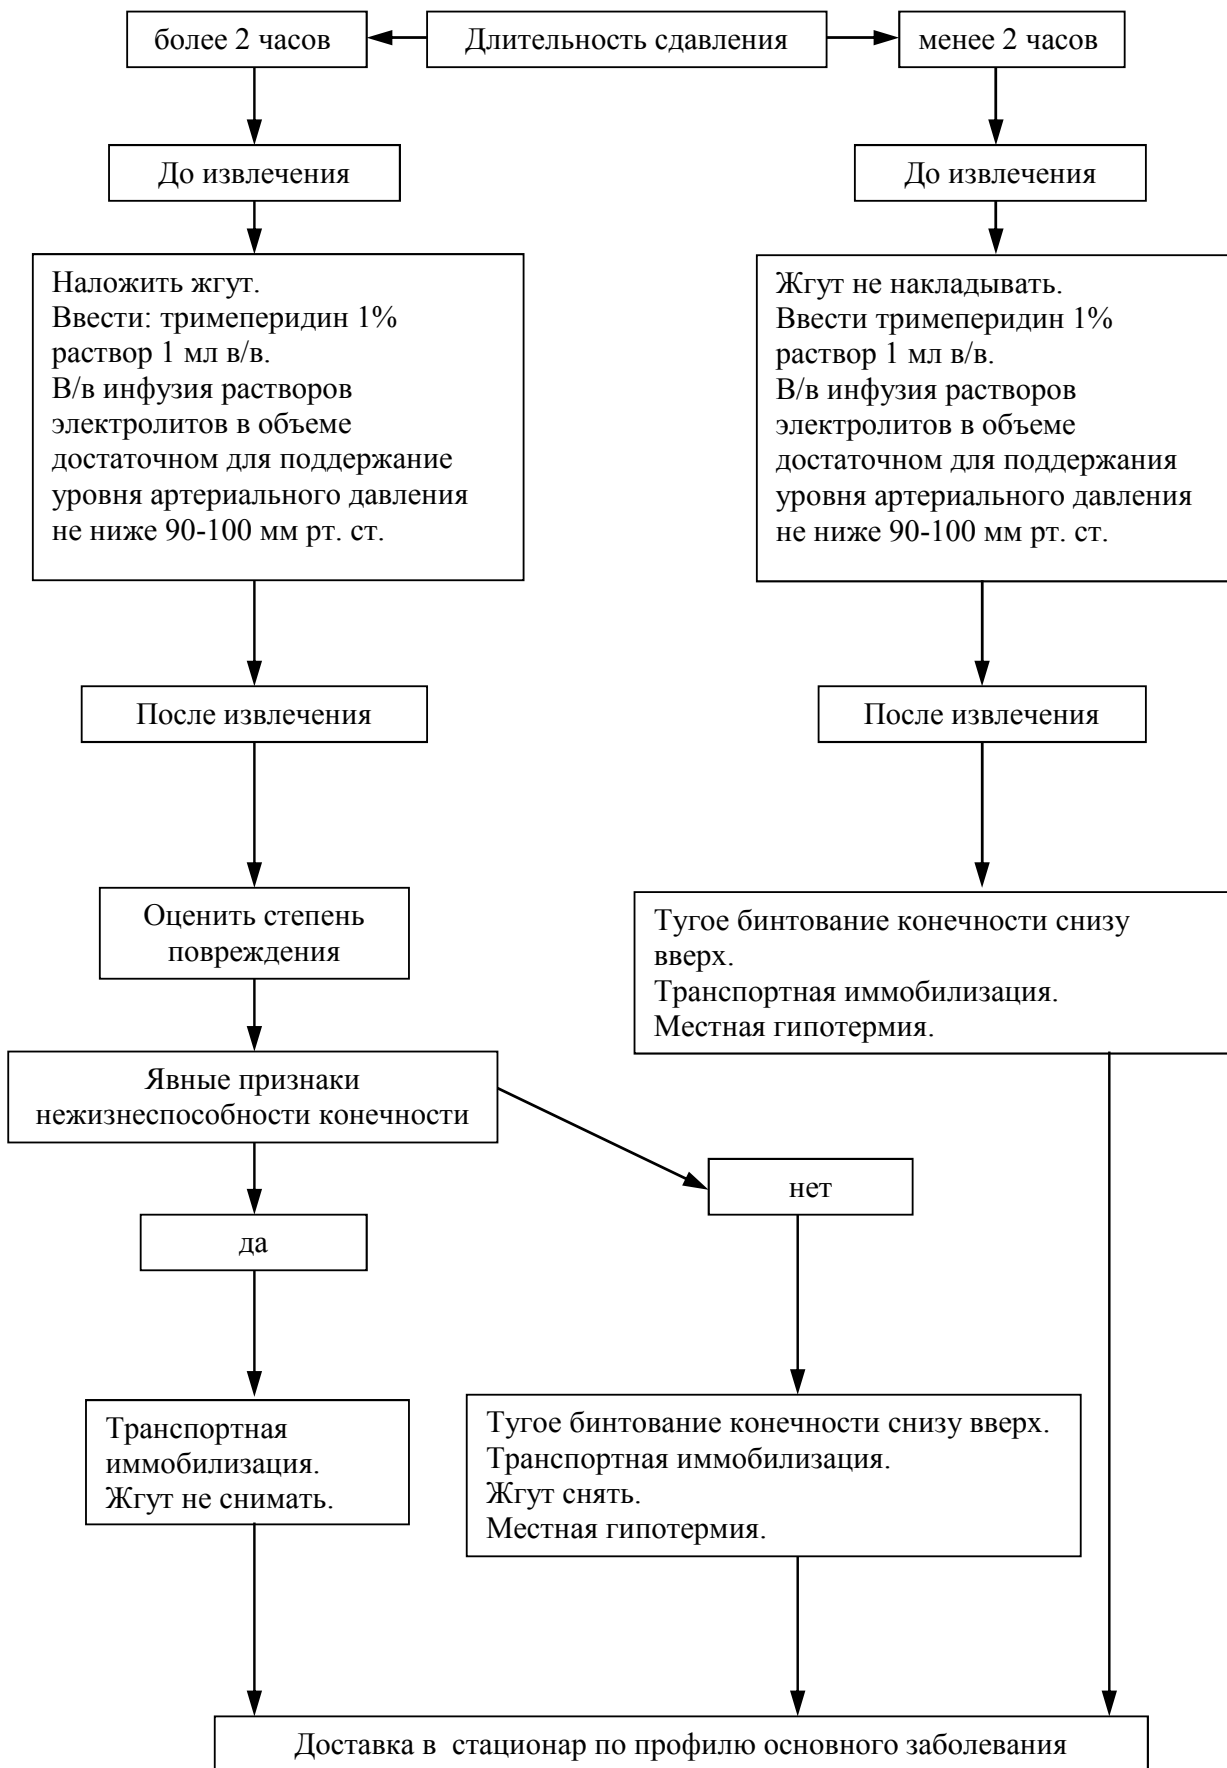 более 2 часов
Длительность сдавления
менее 2 часов
До извлечения
До извлечения
Наложить жгут.
Ввести: тримеперидин 1%
раствор 1 мл в/в.
В/в инфузия растворов
электролитов в объеме
достаточном для поддержание
уровня артериального давления
не ниже 90-100 мм рт. ст.
Жгут не накладывать.
Ввести тримеперидин 1%
раствор 1 мл в/в.
В/в инфузия растворов
электролитов в объеме
достаточном для поддержания
уровня артериального давления
не ниже 90-100 мм рт. ст.
После извлечения
После извлечения
Оценить степень
повреждения
Тугое бинтование конечности снизу
вверх.
Транспортная иммобилизация.
Местная гипотермия.
Явные признаки
нежизнеспособности конечности
нет
да
Транспортная
иммобилизация.
Жгут не снимать.
Тугое бинтование конечности снизу вверх.
Транспортная иммобилизация.
Жгут снять.
Местная гипотермия.
Доставка в  стационар по профилю основного заболевания